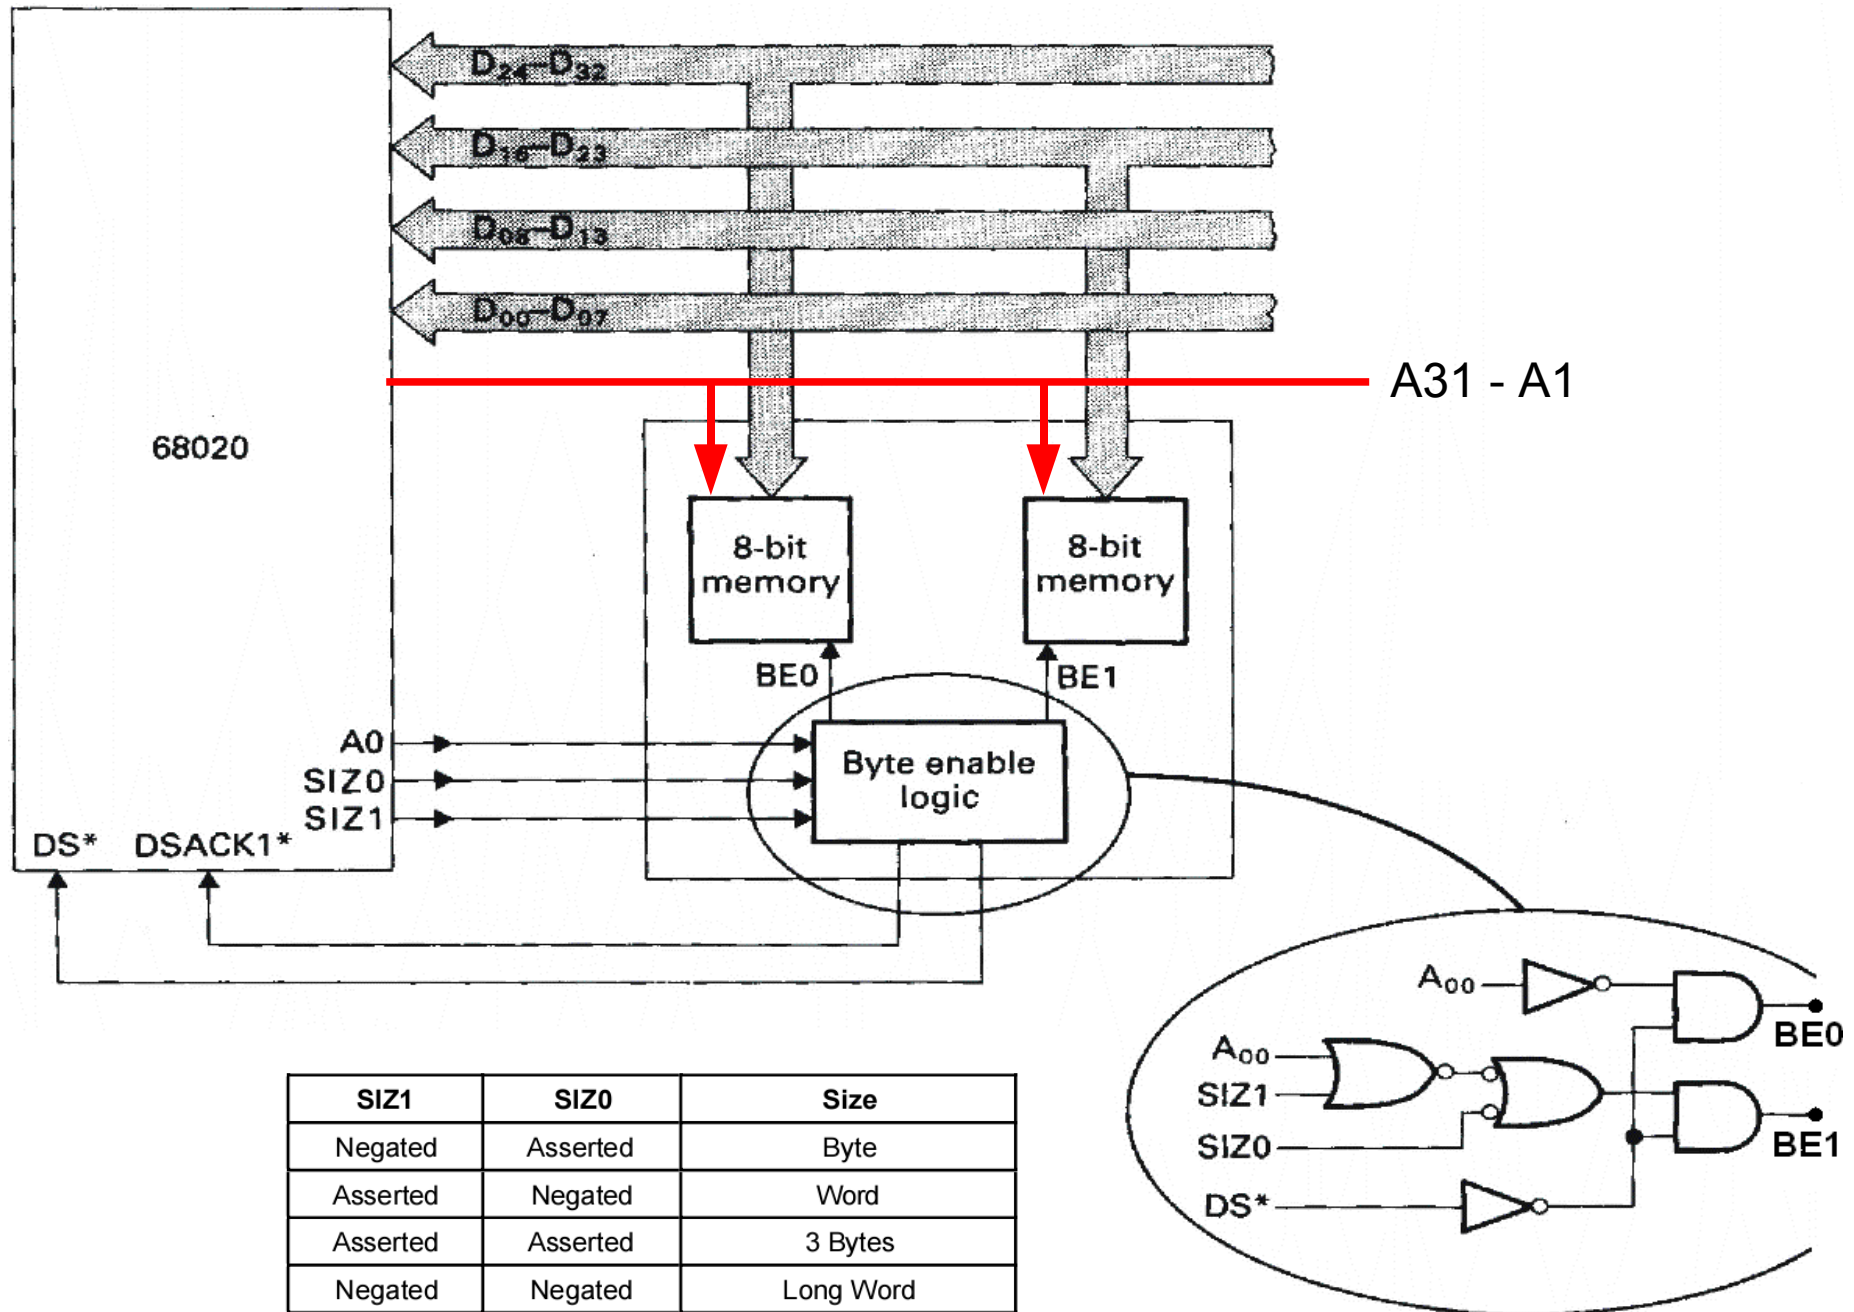 D24–D32
D16–D23
D08–D13
D00–D07
A31 - A1
68020
8-bit
memory
8-bit
memory
BE0
BE1
A0
SIZ0
SIZ1
Byte enable
logic
DS* DSACK1*
A00
BE0
A00
SIZ1
SIZ0
BE1
DS*
SIZ1 SIZ0 Size
Negated Asserted Byte
Asserted Negated Word
Asserted Asserted 3 Bytes
Negated Negated Long Word